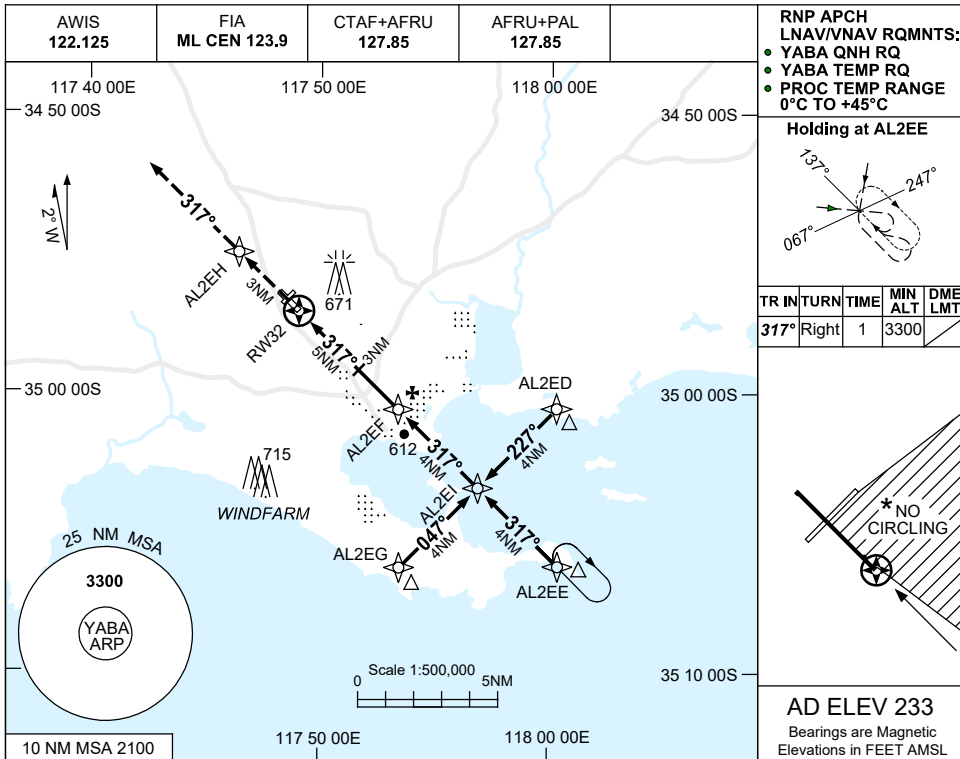 AWIS
122.125
FIA
ML CEN 123.9
CTAF+AFRU
127.85
AFRU+PAL
127.85
RNP APCH
LNAV/VNAV RQMNTS:
YABA QNH RQ
YABA TEMP RQ
PROC TEMP RANGE
0°C TO +45°C
117 40 00E
117 50 00E
118 00 00E
34 50 00S
34 50 00S
Holding at AL2EE
137°
247°
067°
TR IN
TURN
TIME
MIN ALT
DME LMT
317°
Right
1
3300
2° W
317°
AL2EH
3NM
671
RW32
317°
5NM
3NM
35 00 00S
35 00 00S
AL2ED
AL2EF
612
317°
4NM
227°
4NM
715
WINDFARM
AL2EI
047°
4NM
317°
4NM
AL2EG
AL2EE
25 NM MSA
3300
YABA
ARP
* NO
CIRCLING
Scale 1:500,000
0
5NM
35 10 00S
10 NM MSA 2100
117 50 00E
118 00 00E
AD ELEV 233
Bearings are Magnetic
Elevations in FEET AMSL